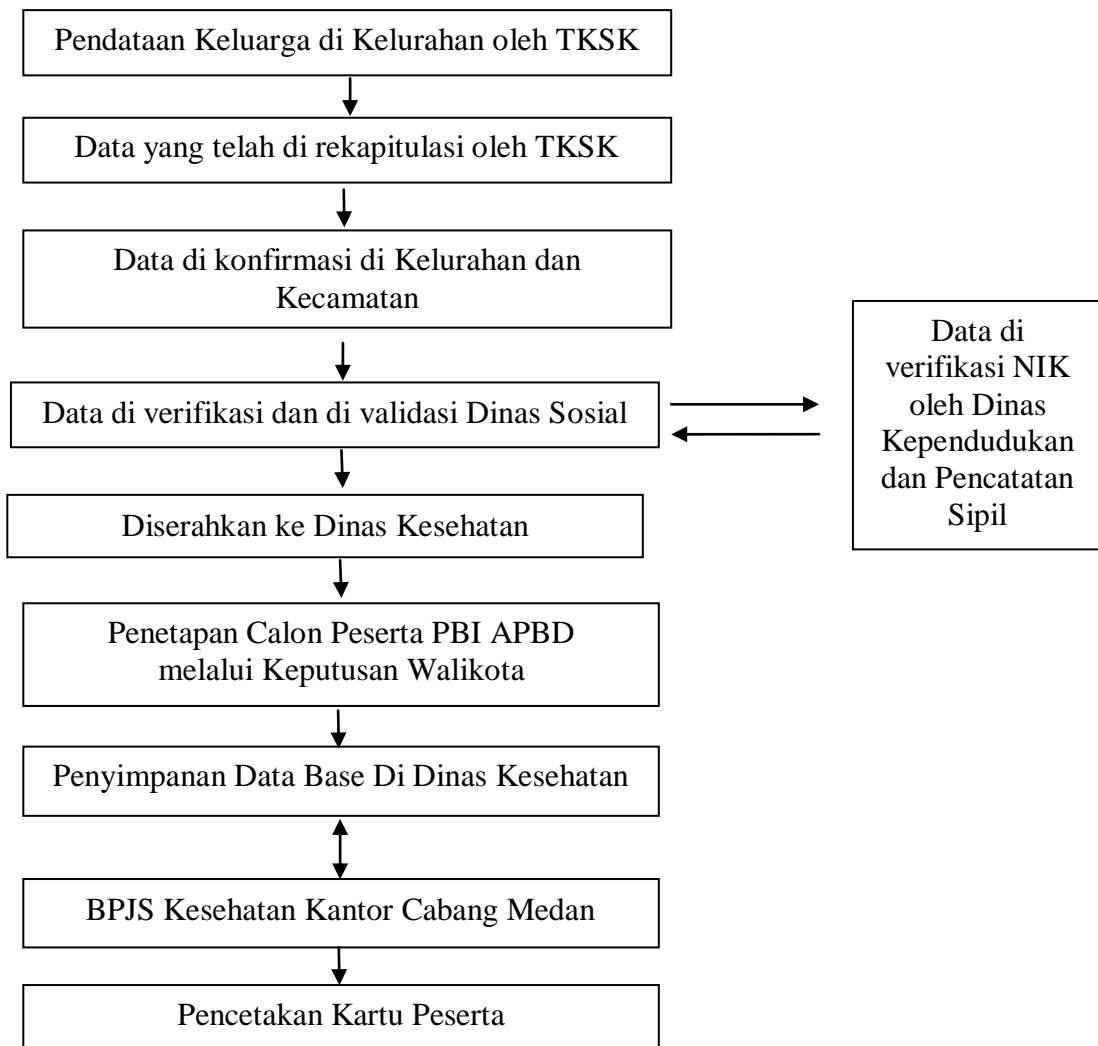 Pendataan Keluarga di Kelurahan oleh TKSK
Data yang telah di rekapitulasi oleh TKSK
Data di konfirmasi di Kelurahan dan
Kecamatan
Data di verifikasi dan di validasi Dinas Sosial
Data di
verifikasi NIK
oleh Dinas
Kependudukan
dan Pencatatan
Sipil
Diserahkan ke Dinas Kesehatan
Penetapan Calon Peserta PBI APBD
melalui Keputusan Walikota
Penyimpanan Data Base Di Dinas Kesehatan
BPJS Kesehatan Kantor Cabang Medan
Pencetakan Kartu Peserta